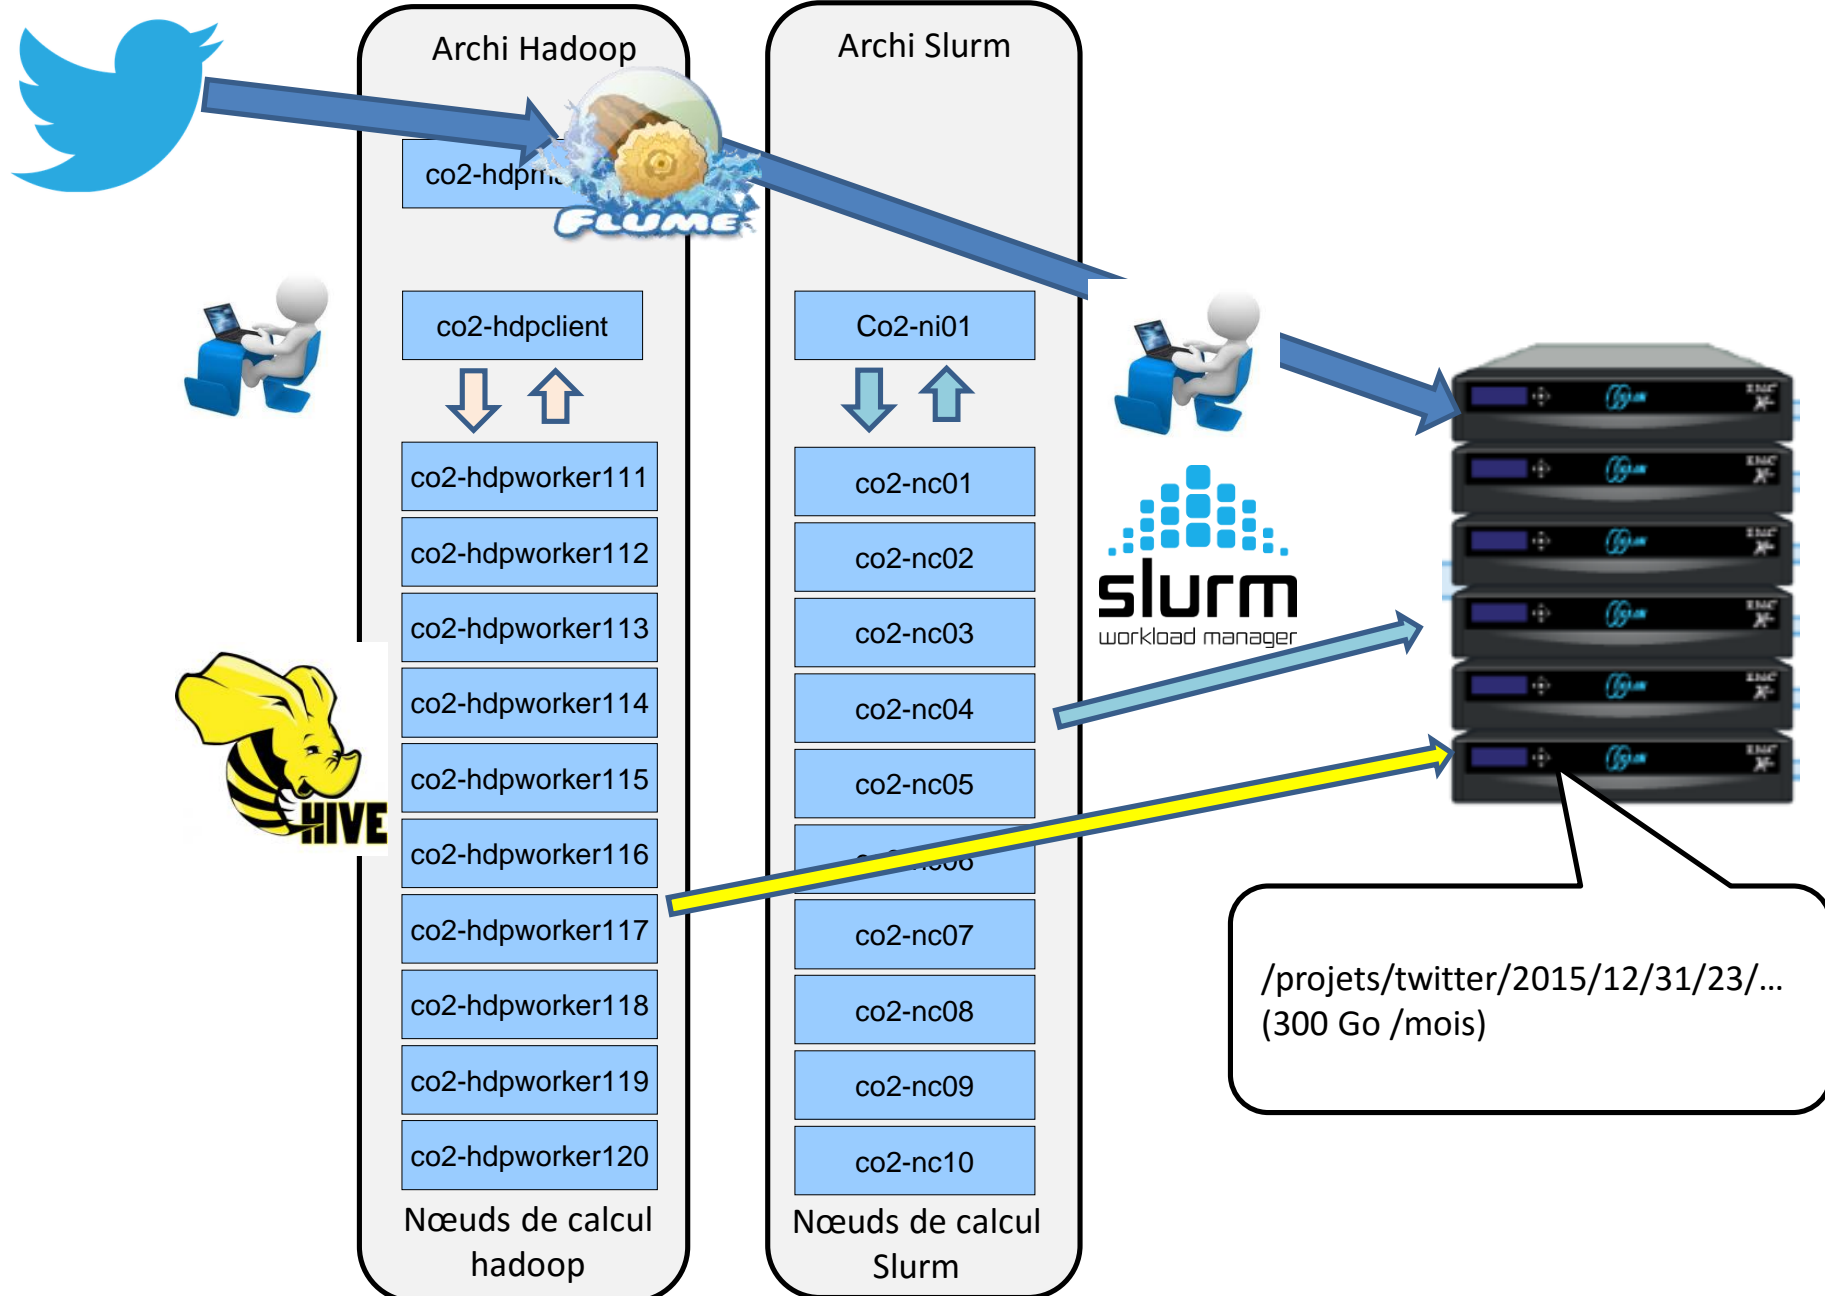 Archi Hadoop
Archi Slurm
FLUME
co2-hdpclient
Co2-ni01
co2-hdpworker111
co2-hdpworker112
co2-hdpworker113
co2-hdpworker114
co2-hdpworker115
co2-hdpworker116
co2-hdpworker117
co2-hdpworker118
co2-hdpworker119
co2-hdpworker120
Nœuds de calcul
hadoop
HIVE
co2-nc01
co2-nc02
co2-nc03
co2-nc04
co2-nc05
co2-nc06
co2-nc07
co2-nc08
co2-nc09
co2-nc10
Nœuds de calcul
Slurm
slurm
workload manager
/projets/twitter/2015/12/31/23/...
(300 Go /mois)